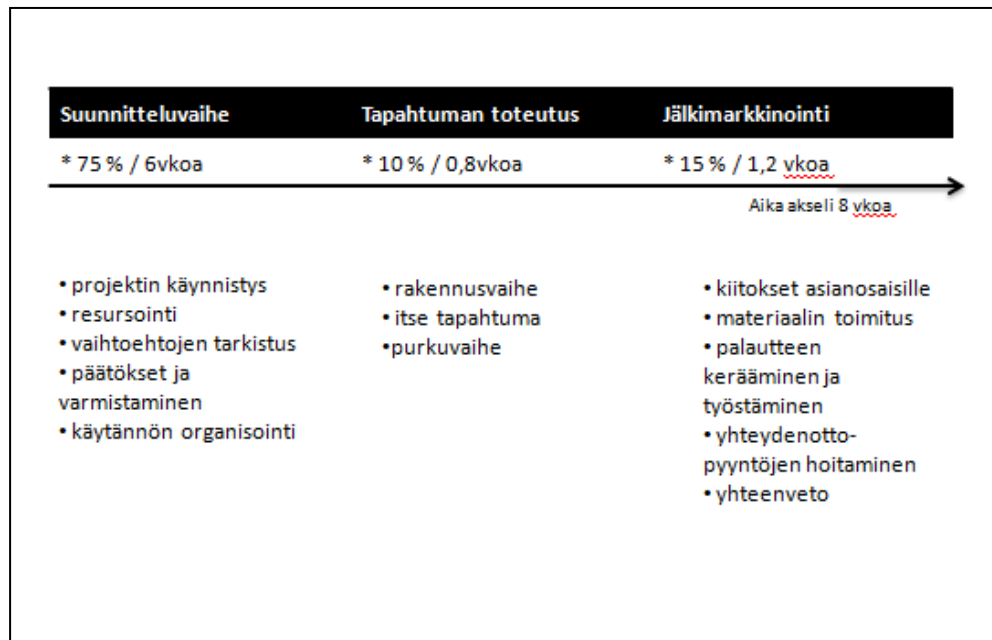 Suunnitteluvaihe Tapahtuman toteutus Jälkimarkkinointi
* 75 % / 6vkoa * 10 % / 0,8vkoa * 15 % / 1,2 vkoa
Aika akseli 8 vkoa
• projektin käynnistys
• resursointi
• vaihtoehtojen tarkistus
• päätökset ja
varmistaminen
• käytännön organisointi
• rakennusvaihe
• itse tapahtuma
•purkuvaihe
• kiitokset asianosaisille
• materiaalin toimitus
• palautteen
kerääminen ja
työstäminen
• yhteydenotto-
pyyntöjen hoitaminen
• yhteenveto